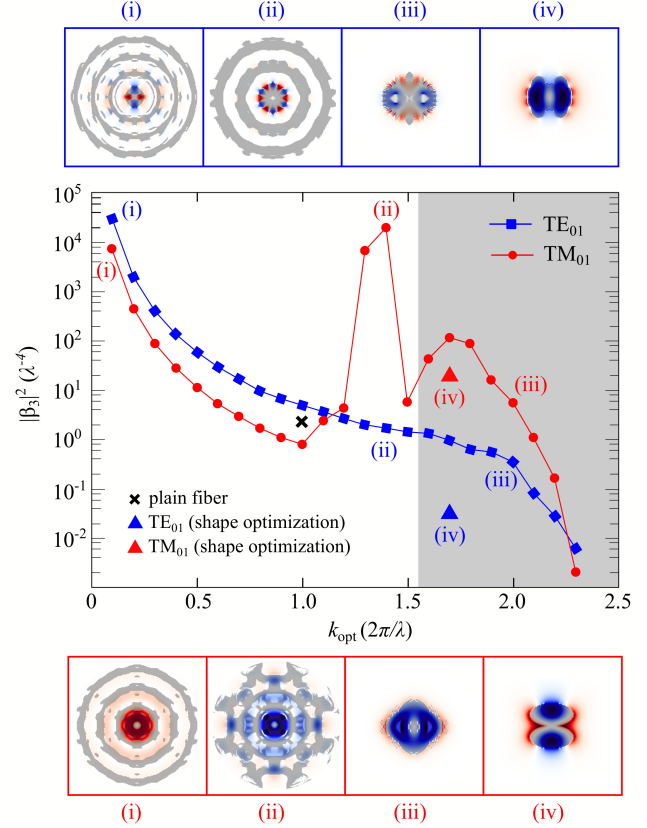 (i) (ii) (iii) (iv)
10^5
10^4
10^3
10^2
10^1
10^0
10^-1
10^-2
||β₃||² (λ⁻⁴)
(i)
(i)
(ii)
TE₀₁
TM₀₁
(iv)
(iii)
(ii)
(iii)
(iv)
plain fiber
TE₀₁ (shape optimization)
TM₀₁ (shape optimization)
0 0.5 1.0 1.5 2.0 2.5
k_opt (2π/λ)
(i) (ii) (iii) (iv)